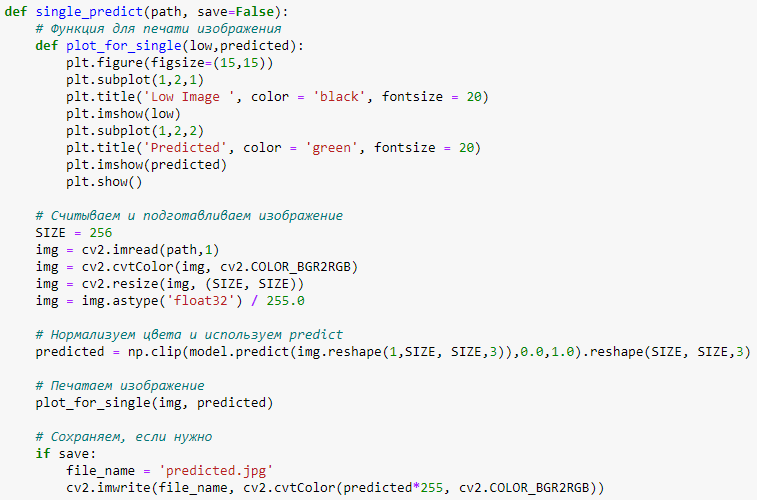 def single_predict(path, save=False):
    # Функция для печати изображения
    def plot_for_single(low,predicted):
        plt.figure(figsize=(15,15))
        plt.subplot(1,2,1)
        plt.title('Low Image ', color = 'black', fontsize = 20)
        plt.imshow(low)
        plt.subplot(1,2,2)
        plt.title('Predicted', color = 'green', fontsize = 20)
        plt.imshow(predicted)
        plt.show()

    # Считываем и подготавливаем изображение
    SIZE = 256
    img = cv2.imread(path,1)
    img = cv2.cvtColor(img, cv2.COLOR_BGR2RGB)
    img = cv2.resize(img, (SIZE, SIZE))
    img = img.astype('float32') / 255.0

    # Нормализуем цвета и используем predict
    predicted = np.clip(model.predict(img.reshape(1,SIZE, SIZE,3)),0.0,1.0).reshape(SIZE, SIZE,3)

    # Печатаем изображение
    plot_for_single(img, predicted)

    # Сохраняем, если нужно
    if save:
        file_name = 'predicted.jpg'
        cv2.imwrite(file_name, cv2.cvtColor(predicted*255, cv2.COLOR_BGR2RGB))